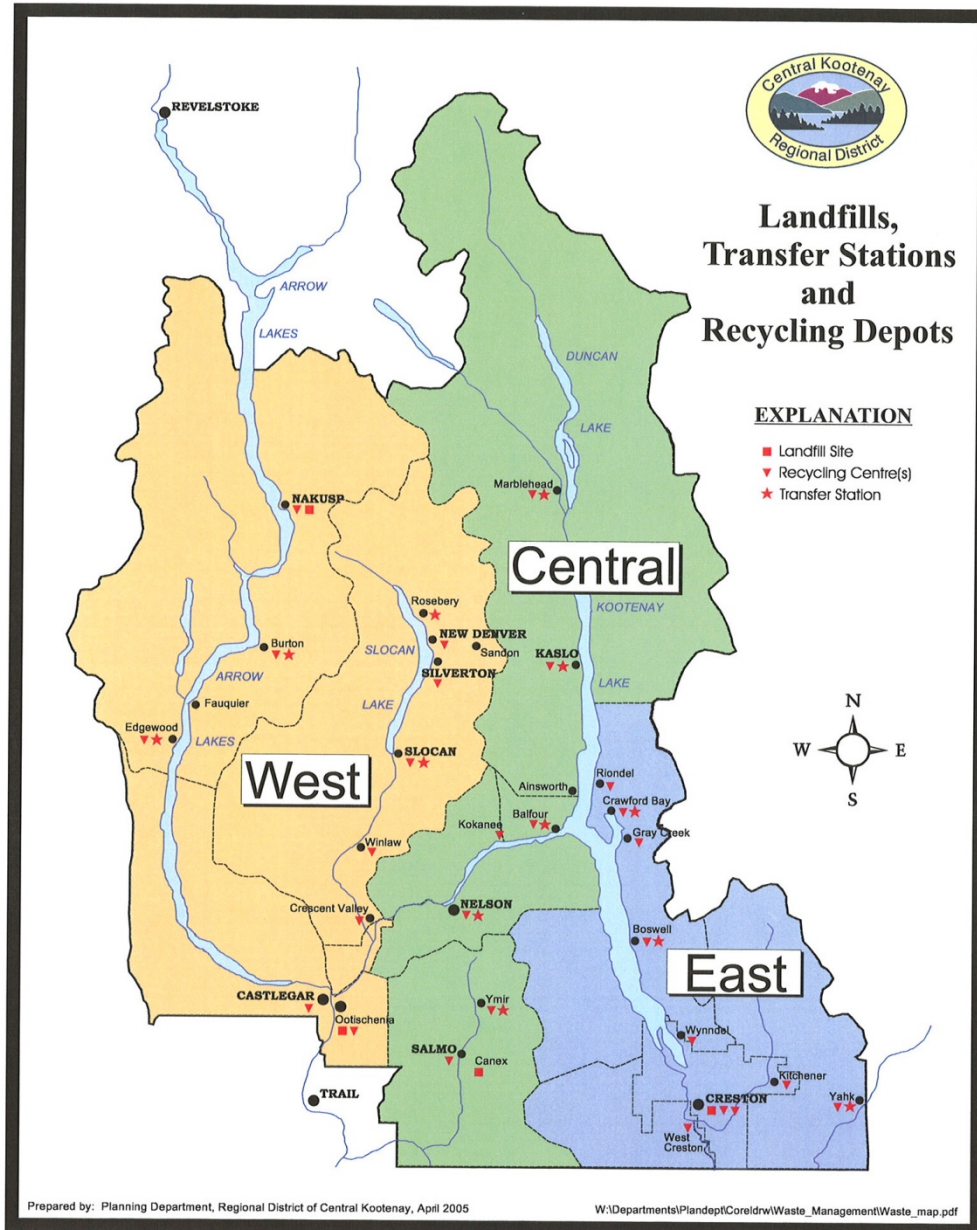 Central Kootenay
Regional District
Landfills,
Transfer Stations
and
Recycling Depots
EXPLANATION
Landfill Site
Recycling Centre(s)
Transfer Station
N
W
E
S
REVELSTOKE
ARROW
LAKES
DUNCAN
LAKE
Marblehead
NAKUSP
Central
KOOTENAY
LAKE
Rosebery
NEW DENVER
Sandon
SLOCAN
SILVERTON
LAKE
Burton
ARROW
LAKES
KASLO
Fauquier
Edgewood
SLOCAN
West
Ainsworth
Riondel
Crawford Bay
Balfour
Kokanee
Gray Creek
Winlaw
Crescent Valley
NELSON
Boswell
East
CASTLEGAR
Ootischenia
Ymir
SALMO
Canex
Wynndel
Kitchener
TRAIL
CRESTON
Yahk
West
Creston
Prepared by: Planning Department, Regional District of Central Kootenay, April 2005
W:\Departments\Plandept\Coreldrw\Waste_Management\Waste_map.pdf